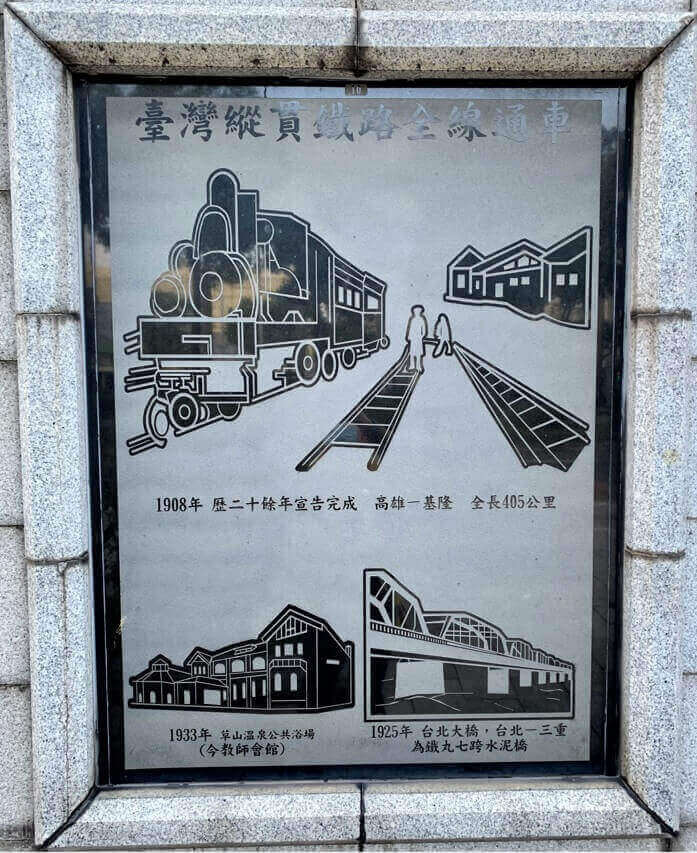 10
臺灣縱貫鐵路全線通車
1908年 歷二十餘年宣告完成 高雄－基隆 全長405公里
1933年 草山溫泉公共浴場
(今教師會館)
1925年 台北大橋，台北－三重
為鐵九七跨水泥橋